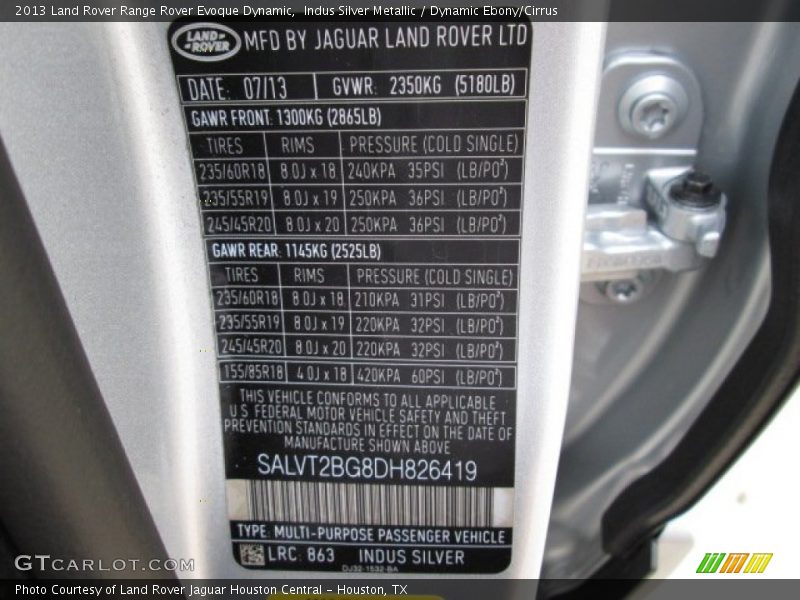 2013 Land Rover Range Rover Evoque Dynamic, Indus Silver Metallic / Dynamic Ebony/Cirrus
LAND-
-ROVER
MFD BY JAGUAR LAND ROVER LTD
DATE: 07/13 GVWR: 2350KG (5180LB)
GAWR FRONT: 1300KG (2865LB)
TIRES RIMS PRESSURE (COLD SINGLE)
235/60R18 8.0J x 18 240KPA 35PSI (LB/PO²)
235/55R19 8.0J x 19 250KPA 36PSI (LB/PO²)
245/45R20 8.0J x 20 250KPA 36PSI (LB/PO²)
GAWR REAR: 1145KG (2525LB)
TIRES RIMS PRESSURE (COLD SINGLE)
235/60R18 8.0J x 18 210KPA 31PSI (LB/PO²)
235/55R19 8.0J x 19 220KPA 32PSI (LB/PO²)
245/45R20 8.0J x 20 220KPA 32PSI (LB/PO²)
155/85R18 4.0J x 18 420KPA 60PSI (LB/PO²)
THIS VEHICLE CONFORMS TO ALL APPLICABLE
U.S. FEDERAL MOTOR VEHICLE SAFETY AND THEFT
PREVENTION STANDARDS IN EFFECT ON THE DATE OF
MANUFACTURE SHOWN ABOVE
SALVT2BG8DH826419
TYPE: MULTI-PURPOSE PASSENGER VEHICLE
LRC: 863 INDUS SILVER
DJ32-1532-BA
GTCARLOT.COM
Photo Courtesy of Land Rover Jaguar Houston Central - Houston, TX